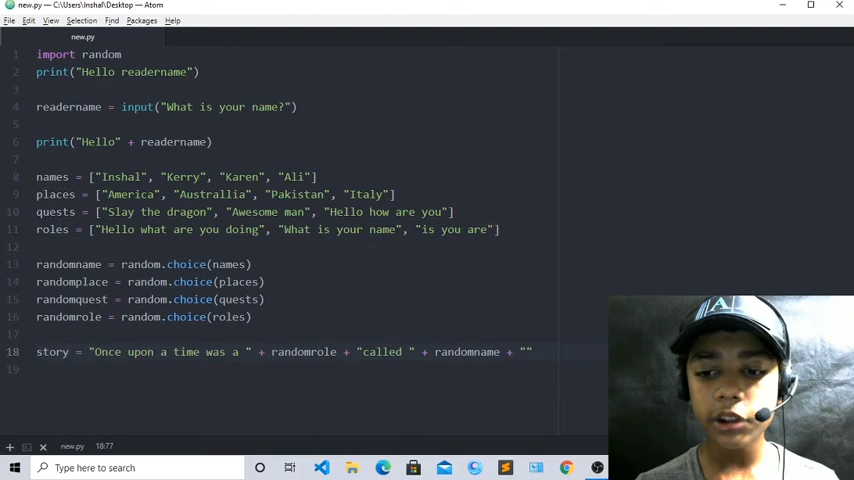 new.py — C:\Users\Inshal\Desktop — Atom
File Edit View Selection Find Packages Help
new.py
1 import random
2 print("Hello readername")
3
4 readername = input("What is your name?")
5
6 print("Hello" + readername)
7
8 names = ["Inshal", "Kerry", "Karen", "Ali"]
9 places = ["America", "Australlia", "Pakistan", "Italy"]
10 quests = ["Slay the dragon", "Awesome man", "Hello how are you"]
11 roles = ["Hello what are you doing", "What is your name", "is you are"]
12
13 randomname = random.choice(names)
14 randomplace = random.choice(places)
15 randomquest = random.choice(quests)
16 randomrole = random.choice(roles)
17
18 story = "Once upon a time was a " + randomrole + "called " + randomname + ""
19
new.py 18:77
Type here to search